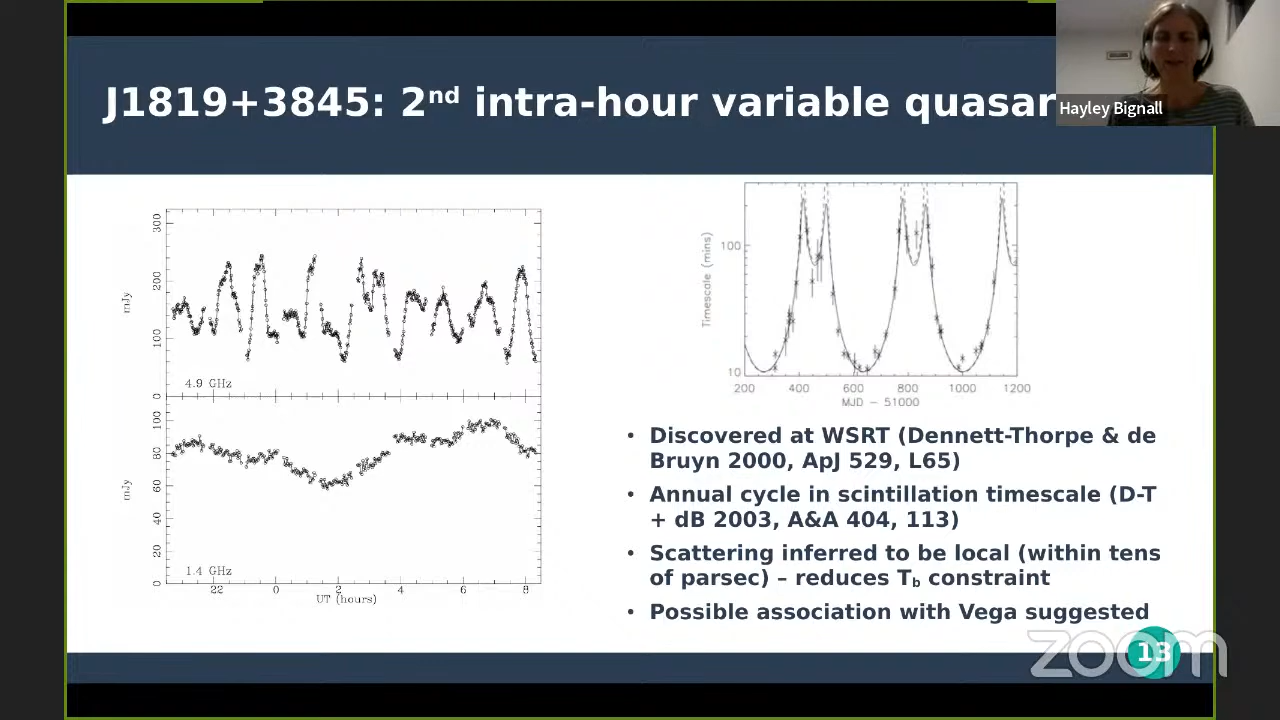 J1819+3845: 2nd intra-hour variable quasar
Hayley Bignall
300
200
100
0
mJy
4.9 GHz
100
80
60
40
20
0
mJy
1.4 GHz
22 0 2 4 6 8
UT (hours)
100
10
Timescale (mins)
200 400 600 800 1000 1200
MJD − 51000
• Discovered at WSRT (Dennett-Thorpe & de
Bruyn 2000, ApJ 529, L65)
• Annual cycle in scintillation timescale (D-T
+ dB 2003, A&A 404, 113)
• Scattering inferred to be local (within tens
of parsec) – reduces Tb constraint
• Possible association with Vega suggested
zoom
13